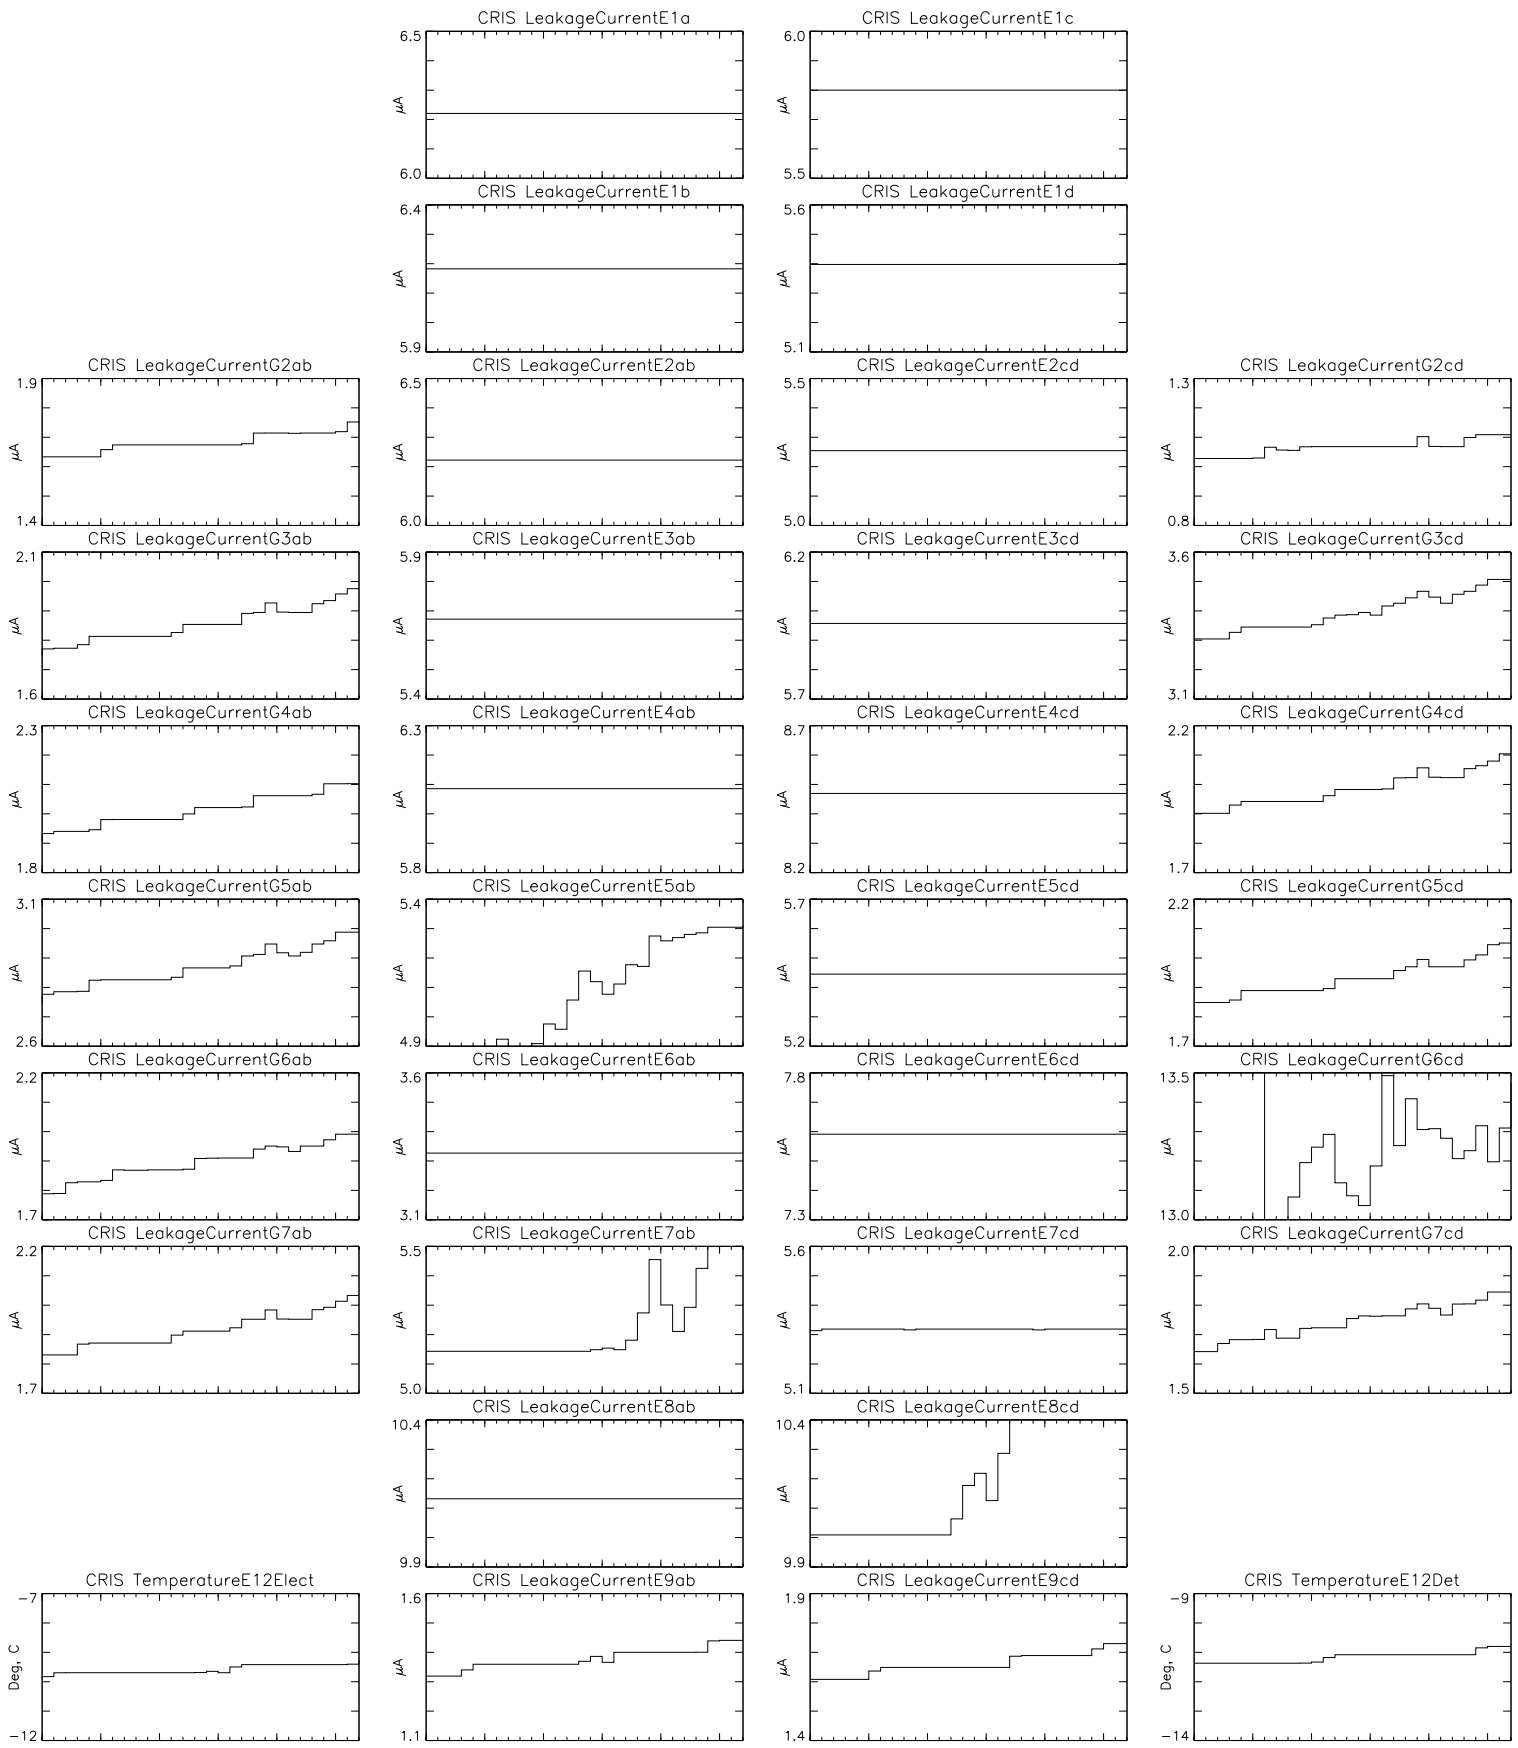 CRIS LeakageCurrentE1a
6.5
μA
6.0
CRIS LeakageCurrentE1c
6.0
μA
5.5
CRIS LeakageCurrentE1b
6.4
μA
5.9
CRIS LeakageCurrentE1d
5.6
μA
5.1
CRIS LeakageCurrentG2ab
1.9
μA
1.4
CRIS LeakageCurrentE2ab
6.5
μA
6.0
CRIS LeakageCurrentE2cd
5.5
μA
5.0
CRIS LeakageCurrentG2cd
1.3
μA
0.8
CRIS LeakageCurrentG3ab
2.1
μA
1.6
CRIS LeakageCurrentE3ab
5.9
μA
5.4
CRIS LeakageCurrentE3cd
6.2
μA
5.7
CRIS LeakageCurrentG3cd
3.6
μA
3.1
CRIS LeakageCurrentG4ab
2.3
μA
1.8
CRIS LeakageCurrentE4ab
6.3
μA
5.8
CRIS LeakageCurrentE4cd
8.7
μA
8.2
CRIS LeakageCurrentG4cd
2.2
μA
1.7
CRIS LeakageCurrentG5ab
3.1
μA
2.6
CRIS LeakageCurrentE5ab
5.4
μA
4.9
CRIS LeakageCurrentE5cd
5.7
μA
5.2
CRIS LeakageCurrentG5cd
2.2
μA
1.7
CRIS LeakageCurrentG6ab
2.2
μA
1.7
CRIS LeakageCurrentE6ab
3.6
μA
3.1
CRIS LeakageCurrentE6cd
7.8
μA
7.3
CRIS LeakageCurrentG6cd
13.5
μA
13.0
CRIS LeakageCurrentG7ab
2.2
μA
1.7
CRIS LeakageCurrentE7ab
5.5
μA
5.0
CRIS LeakageCurrentE7cd
5.6
μA
5.1
CRIS LeakageCurrentG7cd
2.0
μA
1.5
CRIS LeakageCurrentE8ab
10.4
μA
9.9
CRIS LeakageCurrentE8cd
10.4
μA
9.9
CRIS TemperatureE12Elect
-7
Deg, C
-12
CRIS LeakageCurrentE9ab
1.6
μA
1.1
CRIS LeakageCurrentE9cd
1.9
μA
1.4
CRIS TemperatureE12Det
-9
Deg, C
-14